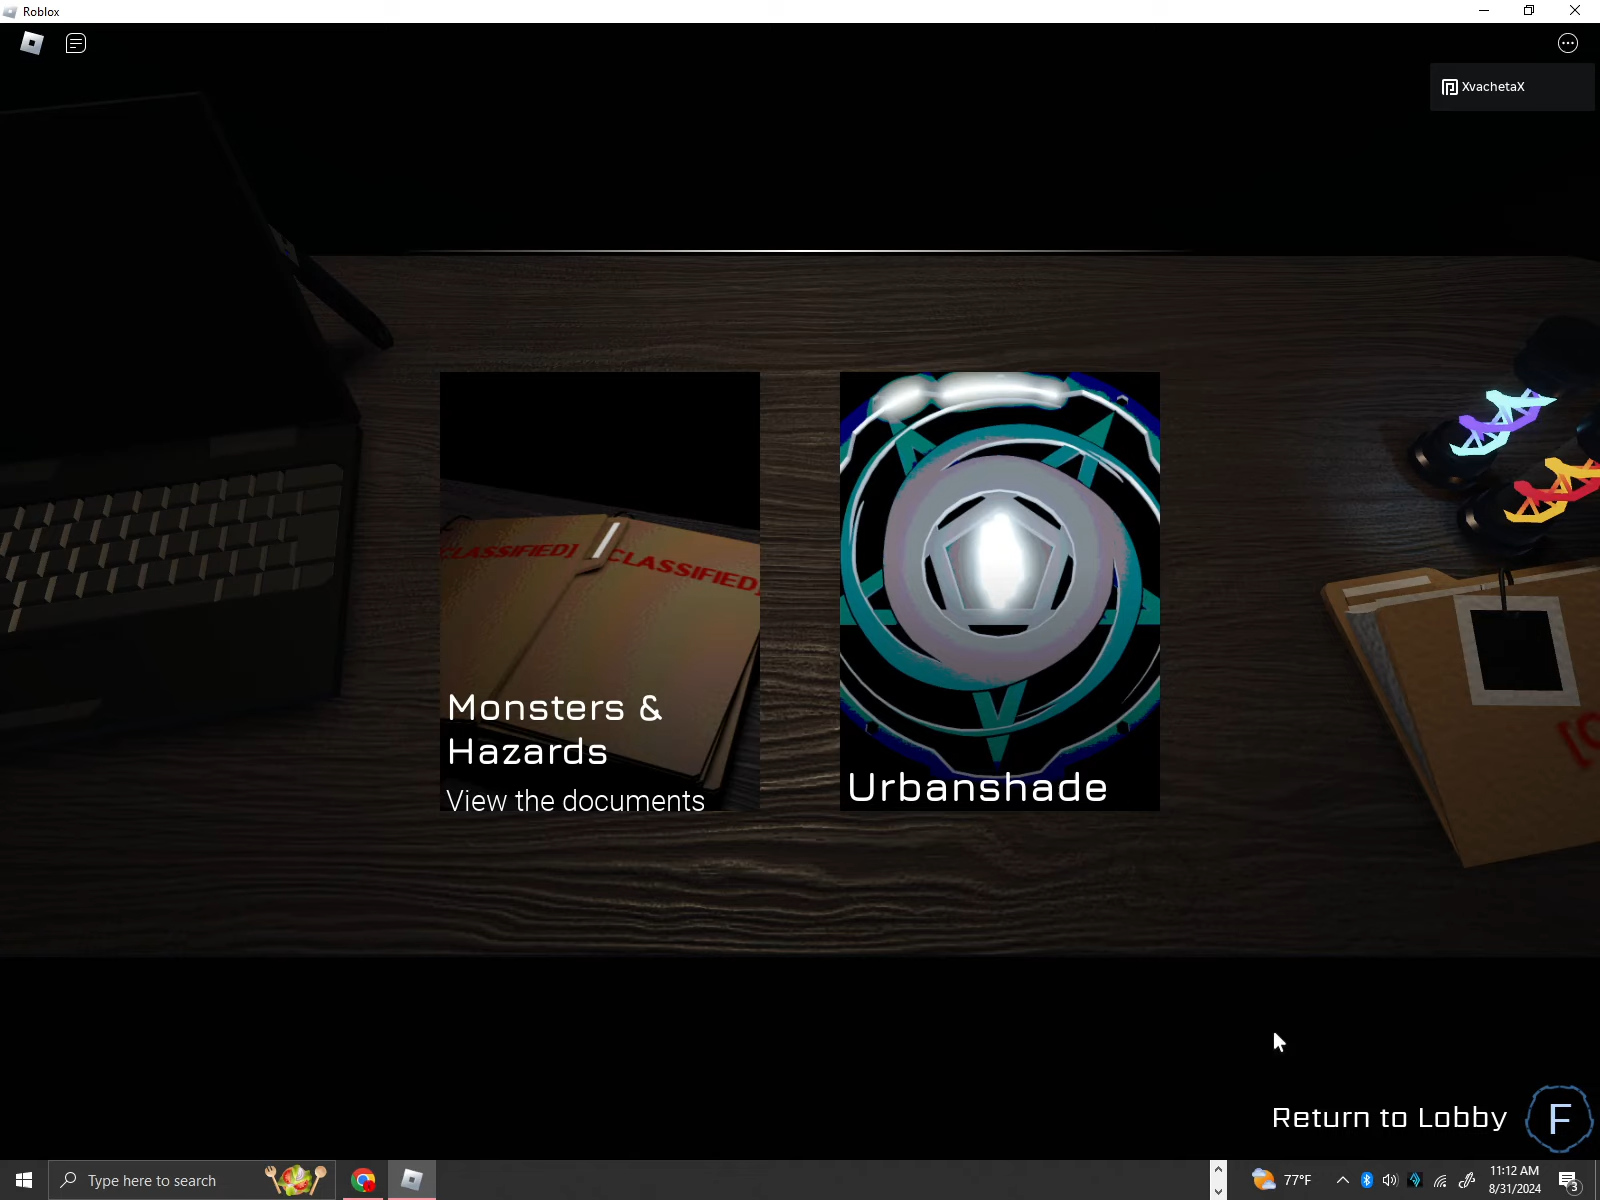 Roblox
XvachetaX
CLASSIFIED]
CLASSIFIED]
Monsters &
Hazards
View the documents
Urbanshade
Return to Lobby
F
Type here to search
77°F
11:12 AM
8/31/2024
3